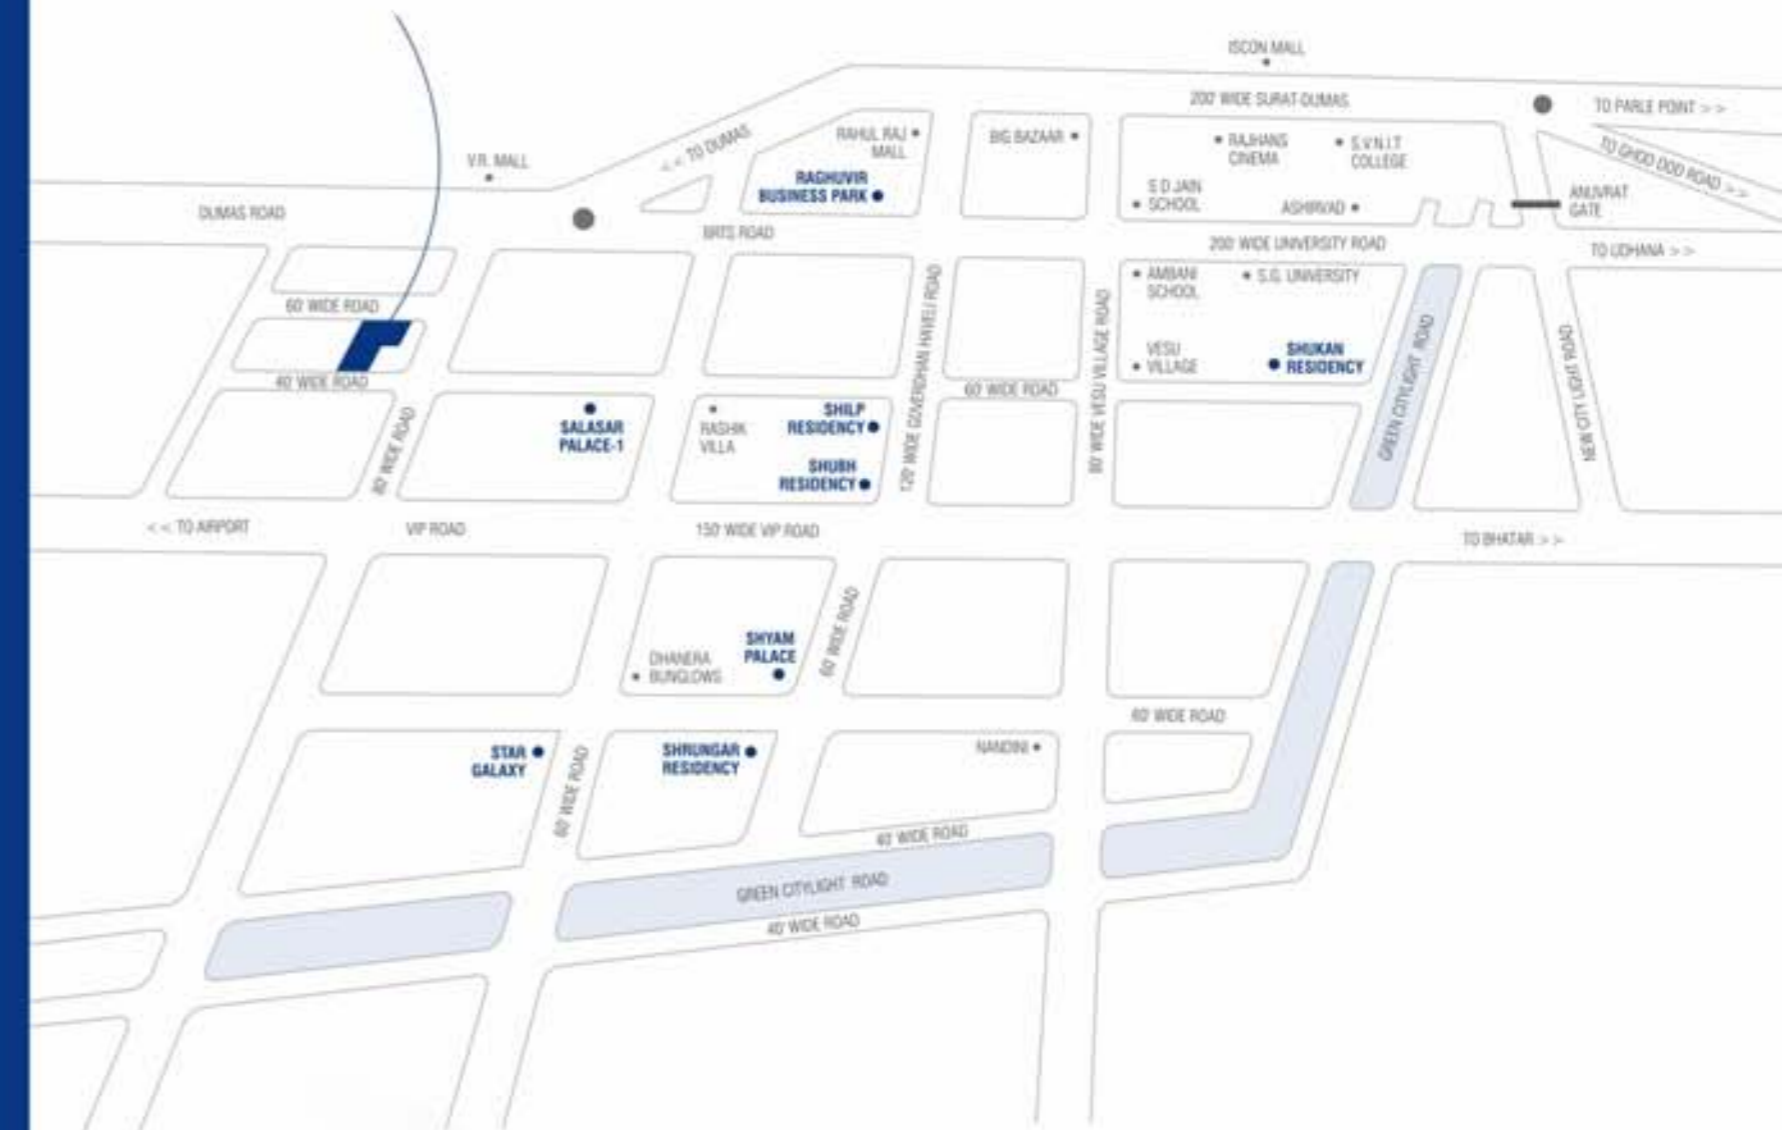 ISCON MALL
200' WIDE SURAT-DUMAS
TO PARLE POINT > >
V.R. MALL
< < TO DUMAS
RAHUL RAJ
MALL
BIG BAZAAR
RAJHANS
CINEMA
S.V.N.I.T
COLLEGE
TO GHOD DOD ROAD > >
RAGHUVIR
BUSINESS PARK
S D JAIN
SCHOOL
ASHIRVAD
ANUVRAT
GATE
DUMAS ROAD
BRTS ROAD
200' WIDE UNIVERSITY ROAD
TO UDHANA > >
60' WIDE ROAD
AMBANI
SCHOOL
S.G. UNIVERSITY
120' WIDE GOVERDHAN HAVELI ROAD
80' WIDE VESU VILLAGE ROAD
VESU
VILLAGE
SHUKAN
RESIDENCY
GREEN CITYLIGHT ROAD
NEW CITY LIGHT ROAD
40' WIDE ROAD
60' WIDE ROAD
80' WIDE ROAD
SALASAR
PALACE-1
RASHIK
VILLA
SHILP
RESIDENCY
SHUBH
RESIDENCY
< < TO AIRPORT
VIP ROAD
150' WIDE VIP ROAD
TO BHATAR > >
60' WIDE ROAD
DHANERA
BUNGLOWS
SHYAM
PALACE
60' WIDE ROAD
STAR
GALAXY
60' WIDE ROAD
SHRUNGAR
RESIDENCY
NANDINI
WIDE ROAD
GREEN CITYLIGHT ROAD
40' WIDE ROAD